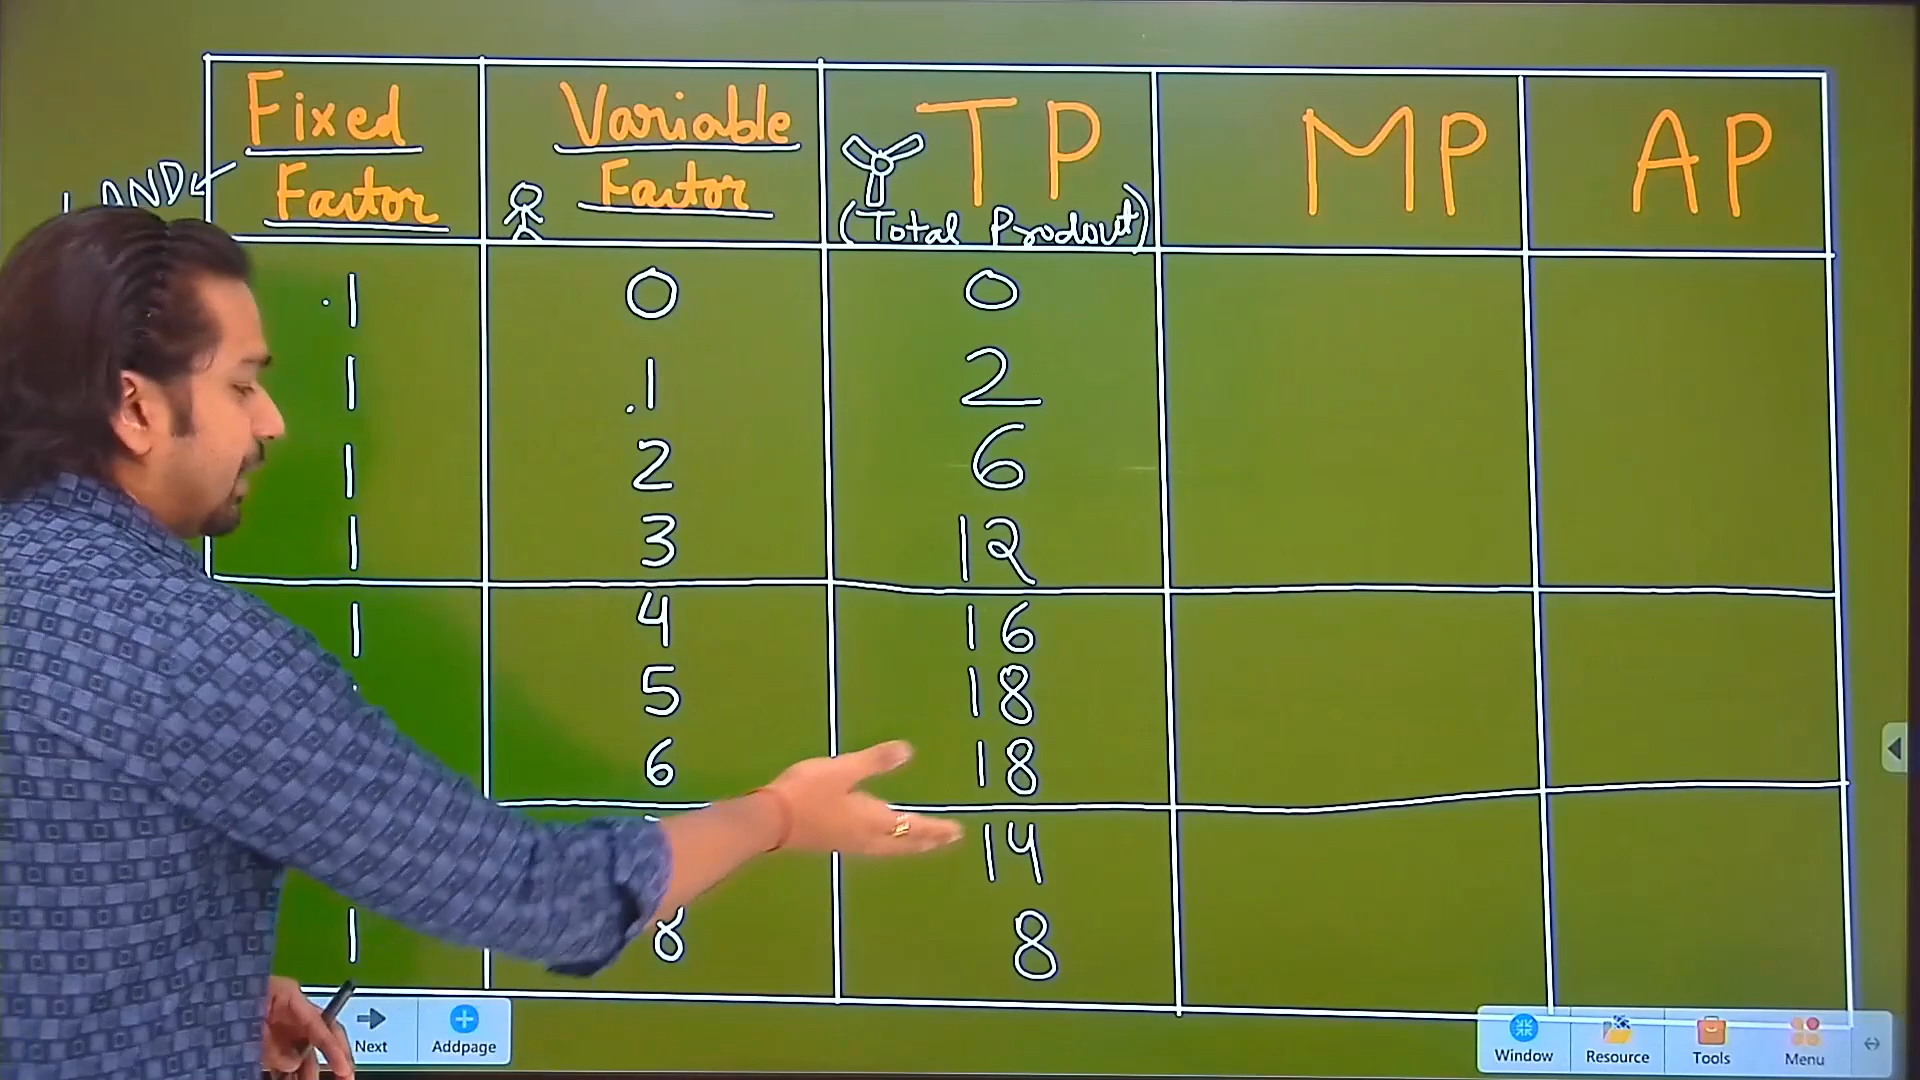 Fixed Factor Variable Factor TP (Total Product) MP AP
LAND
1 0 0
1 1 2
1 2 6
1 3 12
1 4 16
5 18
6 18
14
1 8 8
Next Addpage Window Resource Tools Menu